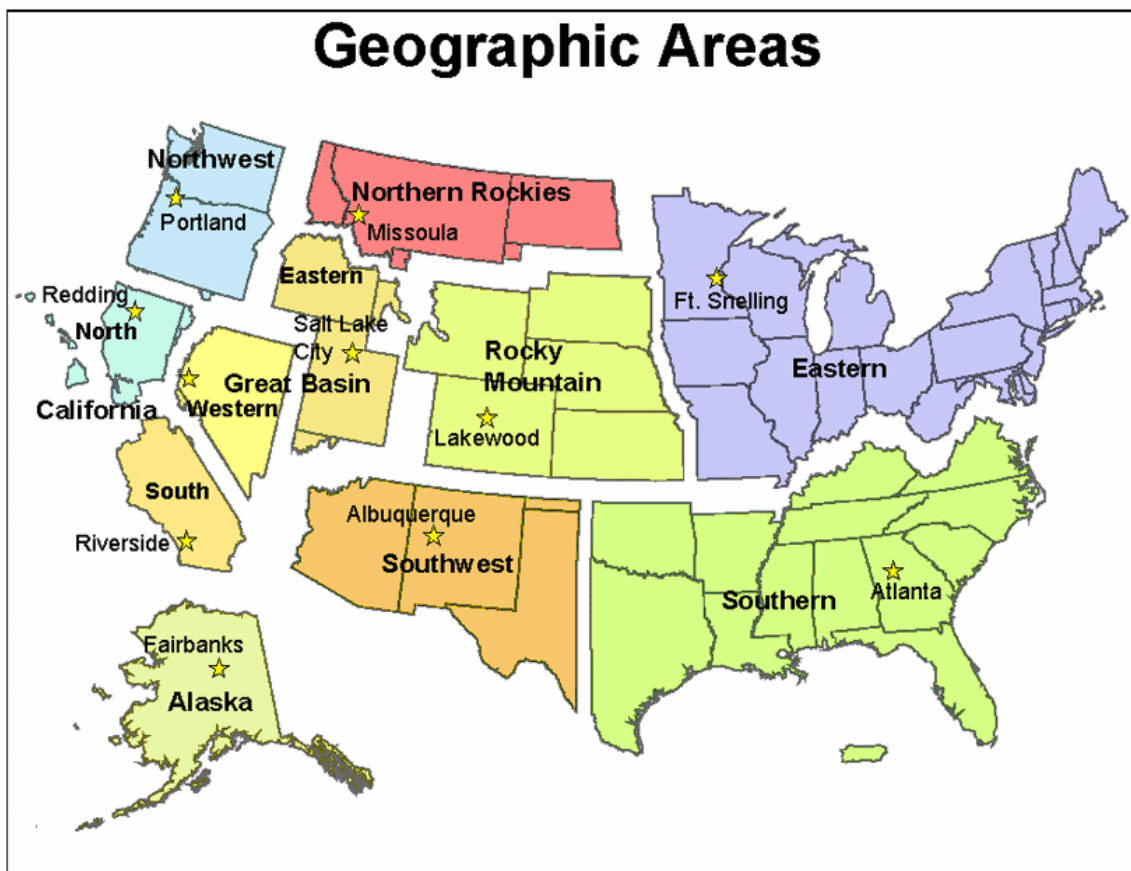 Geographic Areas
Northwest
Portland
Northern Rockies
Missoula
Redding
North
California
South
Riverside
Eastern
Salt Lake
City
Great Basin
Western
Rocky
Mountain
Lakewood
Ft. Snelling
Eastern
Albuquerque
Southwest
Southern
Atlanta
Fairbanks
Alaska